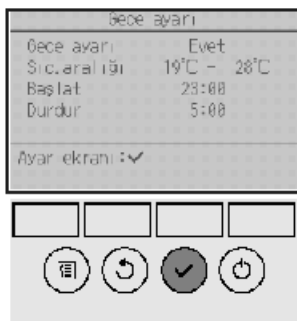 Gece ayarı
Gece ayarı Evet
Sıc.aralığı 19°C - 28°C
Başlat 23:00
Durdur 5:00
Ayar ekranı:✓